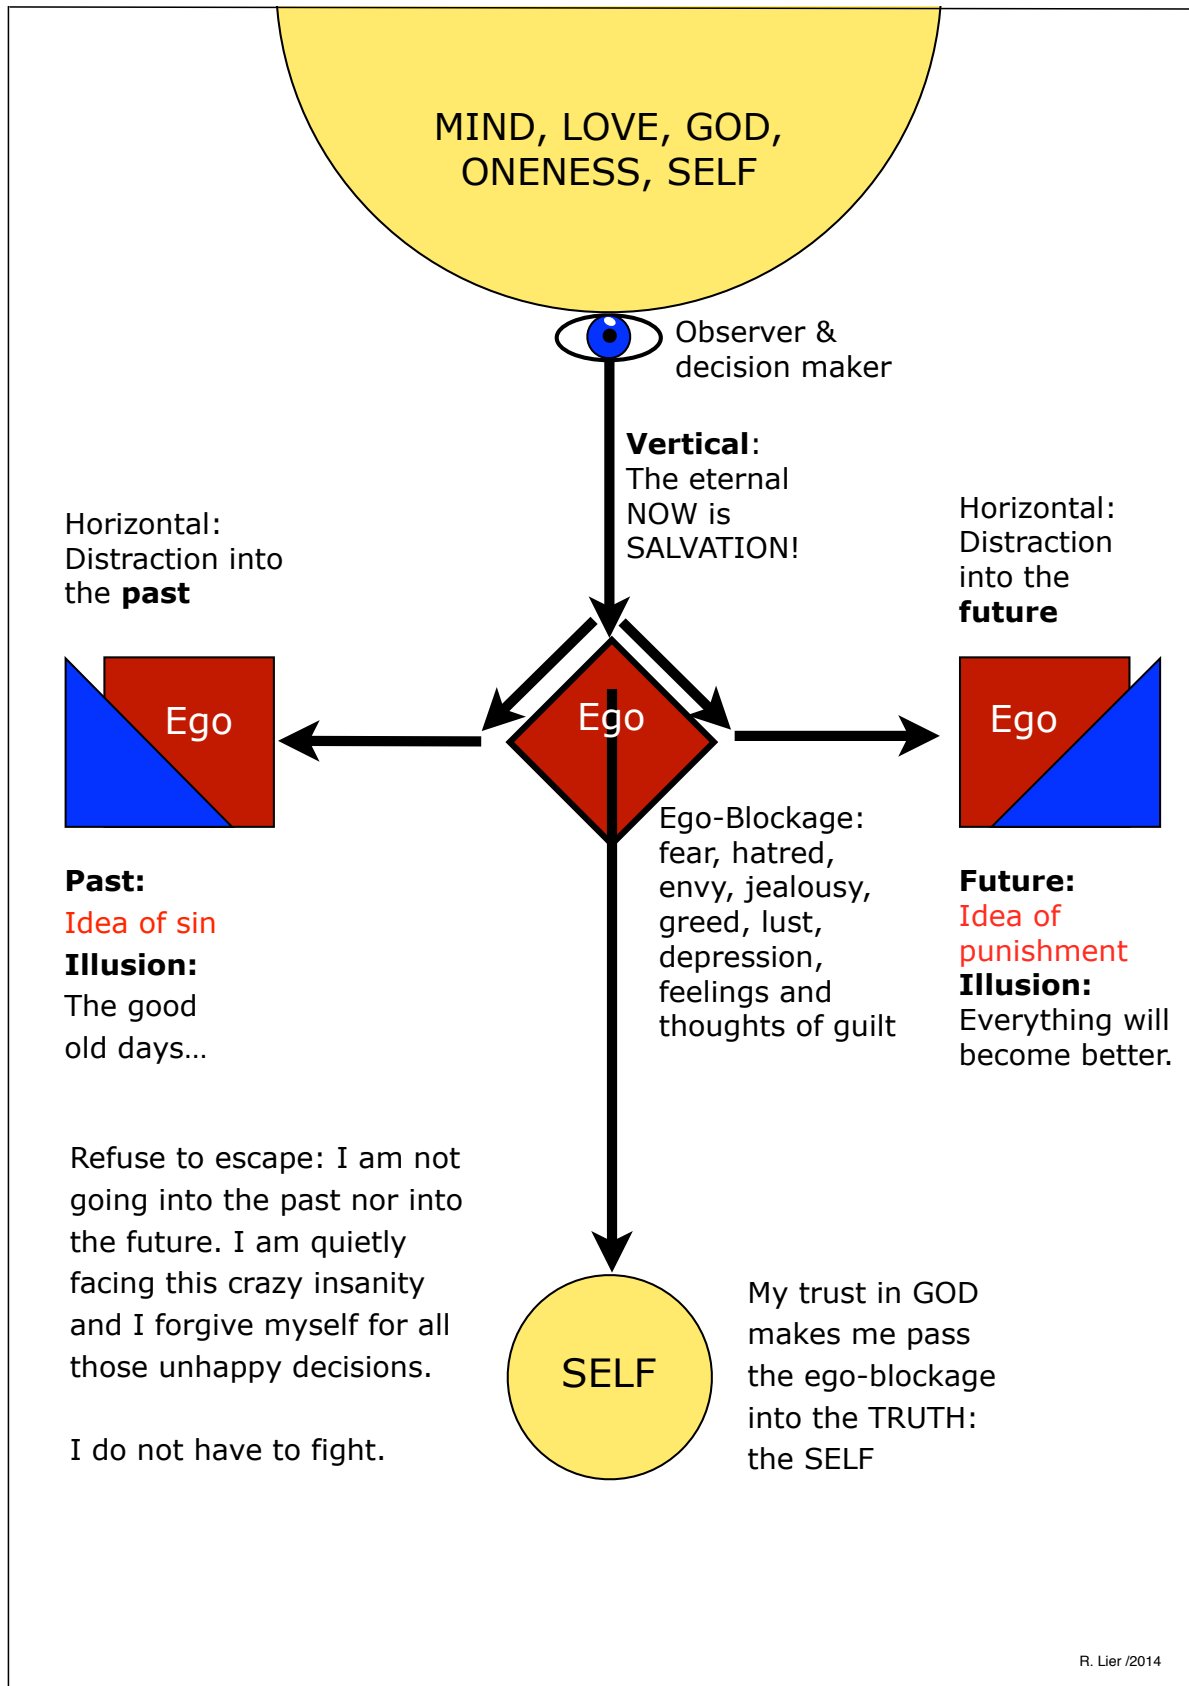 MIND, LOVE, GOD,
ONENESS, SELF
Observer &
decision maker
Vertical:
The eternal
NOW is
SALVATION!
Horizontal:
Distraction into
the past
Horizontal:
Distraction
into the
future
Ego
Ego
Ego
Ego-Blockage:
fear, hatred,
envy, jealousy,
greed, lust,
depression,
feelings and
thoughts of guilt
Past:
Idea of sin
Illusion:
The good
old days…
Future:
Idea of
punishment
Illusion:
Everything will
become better.
Refuse to escape: I am not
going into the past nor into
the future. I am quietly
facing this crazy insanity
and I forgive myself for all
those unhappy decisions.
I do not have to fight.
SELF
My trust in GOD
makes me pass
the ego-blockage
into the TRUTH:
the SELF
R. Lier /2014